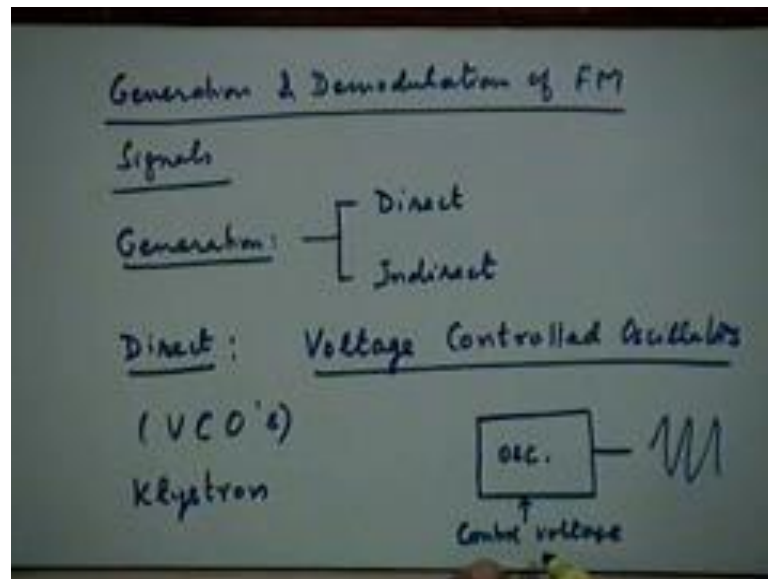 Generation & Demodulation of FM
Signals
Generation:
Direct
Indirect
Direct: Voltage Controlled Oscillators
(VCO's)
Klystron
OSC.
Control voltage